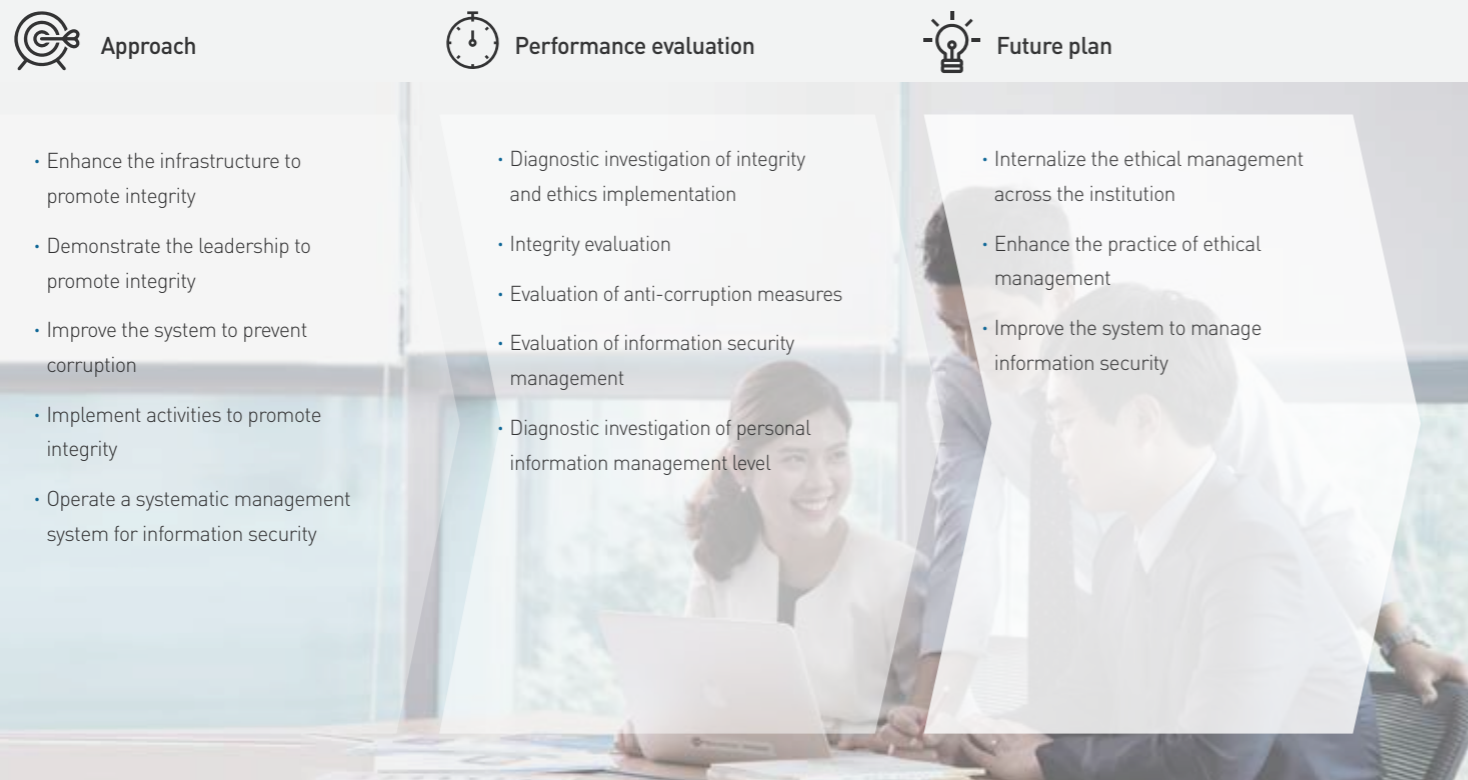 Approach
· Enhance the infrastructure to
promote integrity
· Demonstrate the leadership to
promote integrity
· Improve the system to prevent
corruption
· Implement activities to promote
integrity
· Operate a systematic management
system for information security
Performance evaluation
· Diagnostic investigation of integrity
and ethics implementation
· Integrity evaluation
· Evaluation of anti-corruption measures
· Evaluation of information security
management
· Diagnostic investigation of personal
information management level
Future plan
· Internalize the ethical management
across the institution
· Enhance the practice of ethical
management
· Improve the system to manage
information security